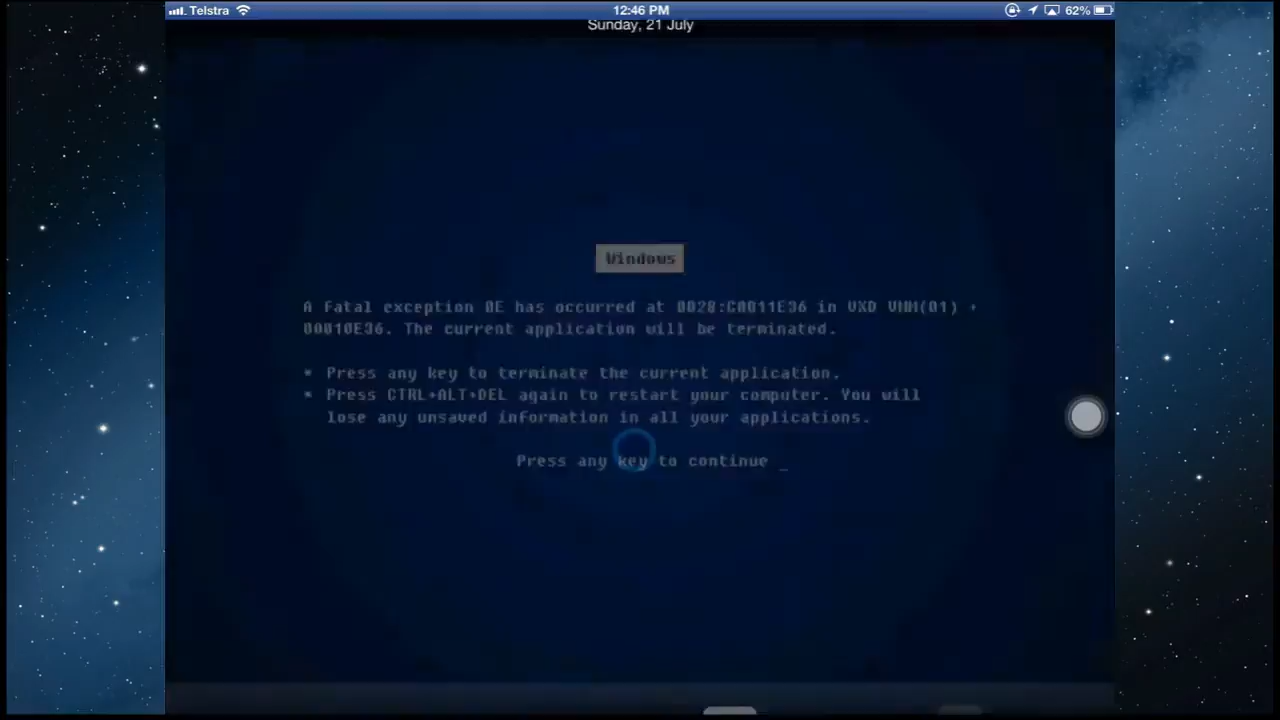 Telstra
12:46 PM
62%
Sunday, 21 July
Windows
A Fatal exception 0E has occurred at 0028:C0011E36 in VXD VMM(01) +
00010E36. The current application will be terminated.
* Press any key to terminate the current application.
* Press CTRL+ALT+DEL again to restart your computer. You will
lose any unsaved information in all your applications.
Press any key to continue _